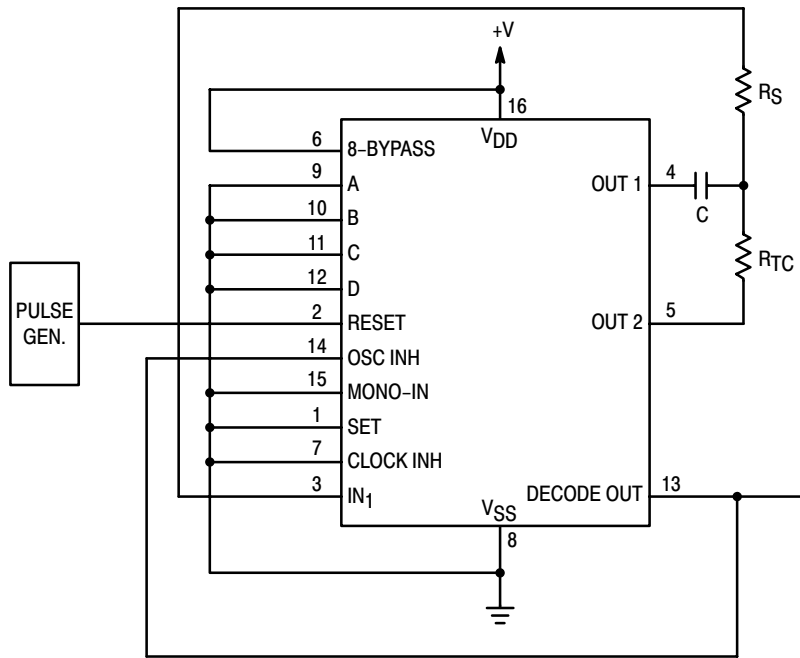 +V
16
VDD
RS
6
8–BYPASS
9
A
OUT 1
4
C
10
B
11
C
RTC
12
D
PULSE
GEN.
2
RESET
OUT 2
5
14
OSC INH
15
MONO–IN
1
SET
7
CLOCK INH
3
IN1
DECODE OUT
13
VSS
8